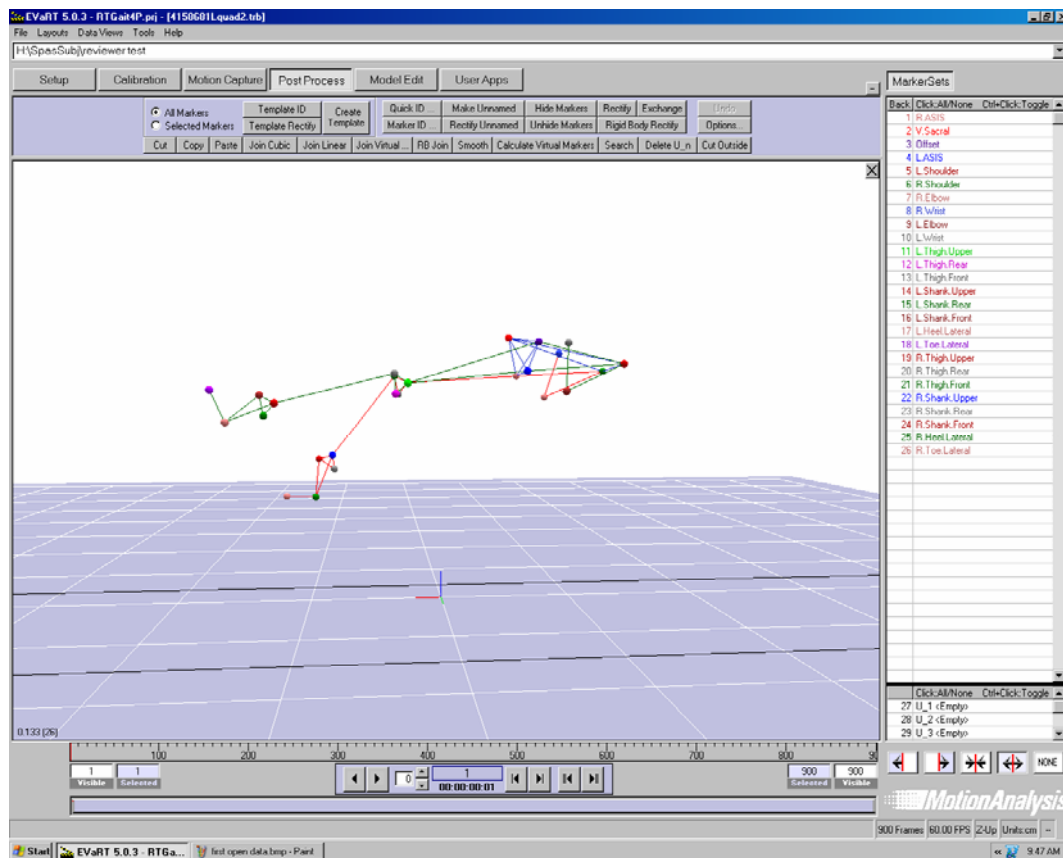 EVaRT 5.0.3 - RTGait4P.prj - [4150601Lquad2.trb]
File Layouts Data Views Tools Help
H:\SpasSubj\reviewer test
Setup Calibration Motion Capture Post Process Model Edit User Apps
MarkerSets
All Markers
Selected Markers
Template ID
Template Rectify
Create Template
Quick ID ... Make Unnamed Hide Markers Rectify Exchange Undo
Marker ID ... Rectify Unnamed Unhide Markers Rigid Body Rectify Options...
Cut Copy Paste Join Cubic Join Linear Join Virtual ... RB Join Smooth Calculate Virtual Markers Search Delete U_n Cut Outside
Back Click:All/None Ctrl+Click:Toggle
1 R.ASIS
2 V.Sacral
3 Offset
4 L.ASIS
5 L.Shoulder
6 R.Shoulder
7 R.Elbow
8 R.Wrist
9 L.Elbow
10 L.Wrist
11 L.Thigh.Upper
12 L.Thigh.Rear
13 L.Thigh.Front
14 L.Shank.Upper
15 L.Shank.Rear
16 L.Shank.Front
17 L.Heel.Lateral
18 L.Toe.Lateral
19 R.Thigh.Upper
20 R.Thigh.Rear
21 R.Thigh.Front
22 R.Shank.Upper
23 R.Shank.Rear
24 R.Shank.Front
25 R.Heel.Lateral
26 R.Toe.Lateral
Click:All/None Ctrl+Click:Toggle
27 U_1 <Empty>
28 U_2 <Empty>
29 U_3 <Empty>
0.133 [26]
100 200 300 400 500 600 700 800 90
1 1 0 1 900 900
Visible Selected 00:00:00:01 Selected Visible
NONE
MotionAnalysis
900 Frames 60.00 FPS Z-Up Units:cm --
Start EVaRT 5.0.3 - RTGa... first open data.bmp - Paint « 9:47 AM